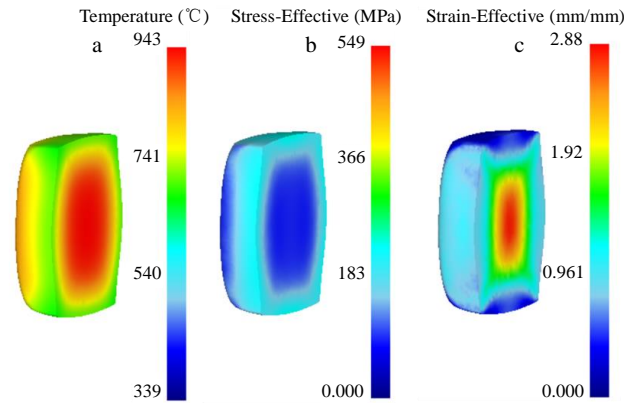 Temperature (℃)
943
a
741
540
339
Stress-Effective (MPa)
549
b
366
183
0.000
Strain-Effective (mm/mm)
2.88
c
1.92
0.961
0.000